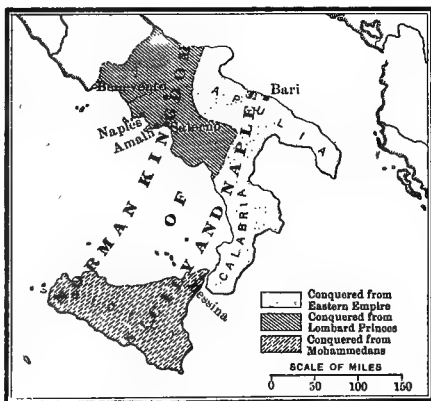 Benevento
Bari
APULIA
Naples
Amalfi
Salerno
NORMAN KINGDOM
OF
SICILY AND NAPLES
CALABRIA
Messina
Conquered from
Eastern Empire
Conquered from
Lombard Princes
Conquered from
Mohammedans
SCALE OF MILES
0 50 100 180